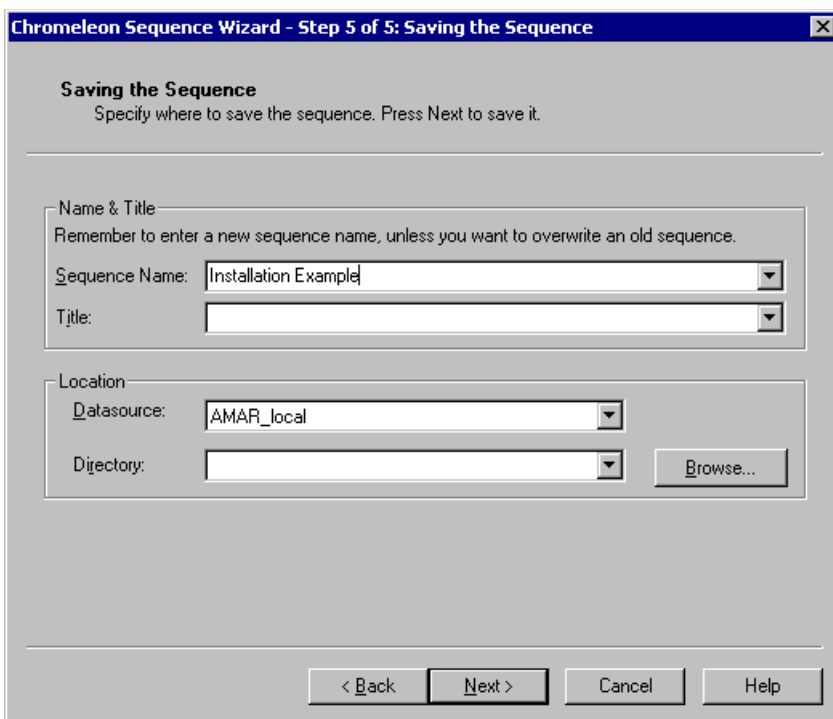 Chromeleon Sequence Wizard - Step 5 of 5: Saving the Sequence
Saving the Sequence
Specify where to save the sequence. Press Next to save it.
Name & Title
Remember to enter a new sequence name, unless you want to overwrite an old sequence.
Sequence Name: Installation Example
Title:
Location
Datasource: AMAR_local
Directory: Browse...
< Back Next > Cancel Help